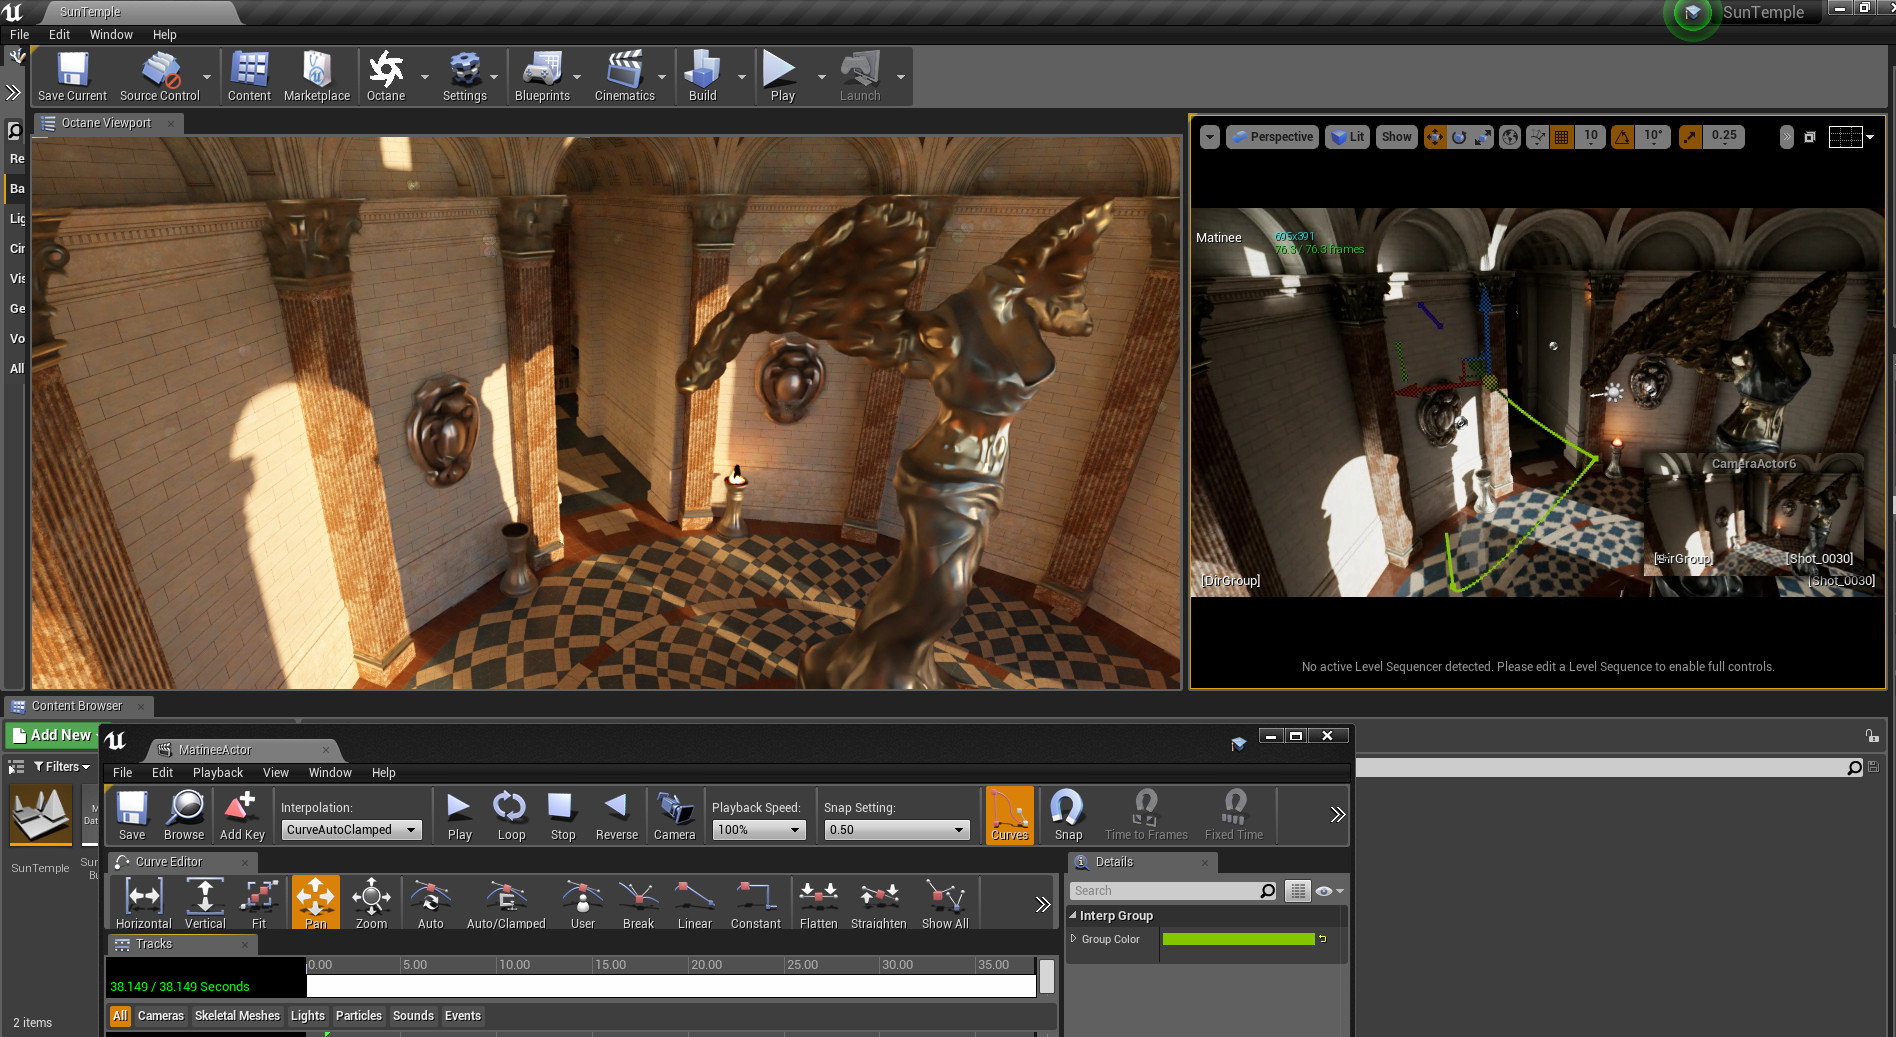 SunTemple
SunTemple
File Edit Window Help
Save Current Source Control Content Marketplace Octane Settings Blueprints Cinematics Build Play Launch
Octane Viewport
Re
Ba
Lig
Cir
Vis
Ge
Vo
All
Perspective Lit Show 10 10° 0.25
Matinee
695x391
76.3 / 76.3 frames
CameraActor6
[DirGroup] [Shot_0030]
[DirGroup] [Shot_0030]
No active Level Sequencer detected. Please edit a Level Sequence to enable full controls.
Content Browser
Add New
Filters
SunTemple
Sun
Bu
M
Dat
2 items
MatineeActor
File Edit Playback View Window Help
Save Browse Add Key
Interpolation:
CurveAutoClamped
Play Loop Stop Reverse Camera
Playback Speed:
100%
Snap Setting:
0.50
Curves Snap Time to Frames Fixed Time
Curve Editor
Horizontal Vertical Fit Pan Zoom Auto Auto/Clamped User Break Linear Constant Flatten Straighten Show All
Details
Search
Interp Group
Group Color
Tracks
0.00 5.00 10.00 15.00 20.00 25.00 30.00 35.00
38.149 / 38.149 Seconds
All Cameras Skeletal Meshes Lights Particles Sounds Events